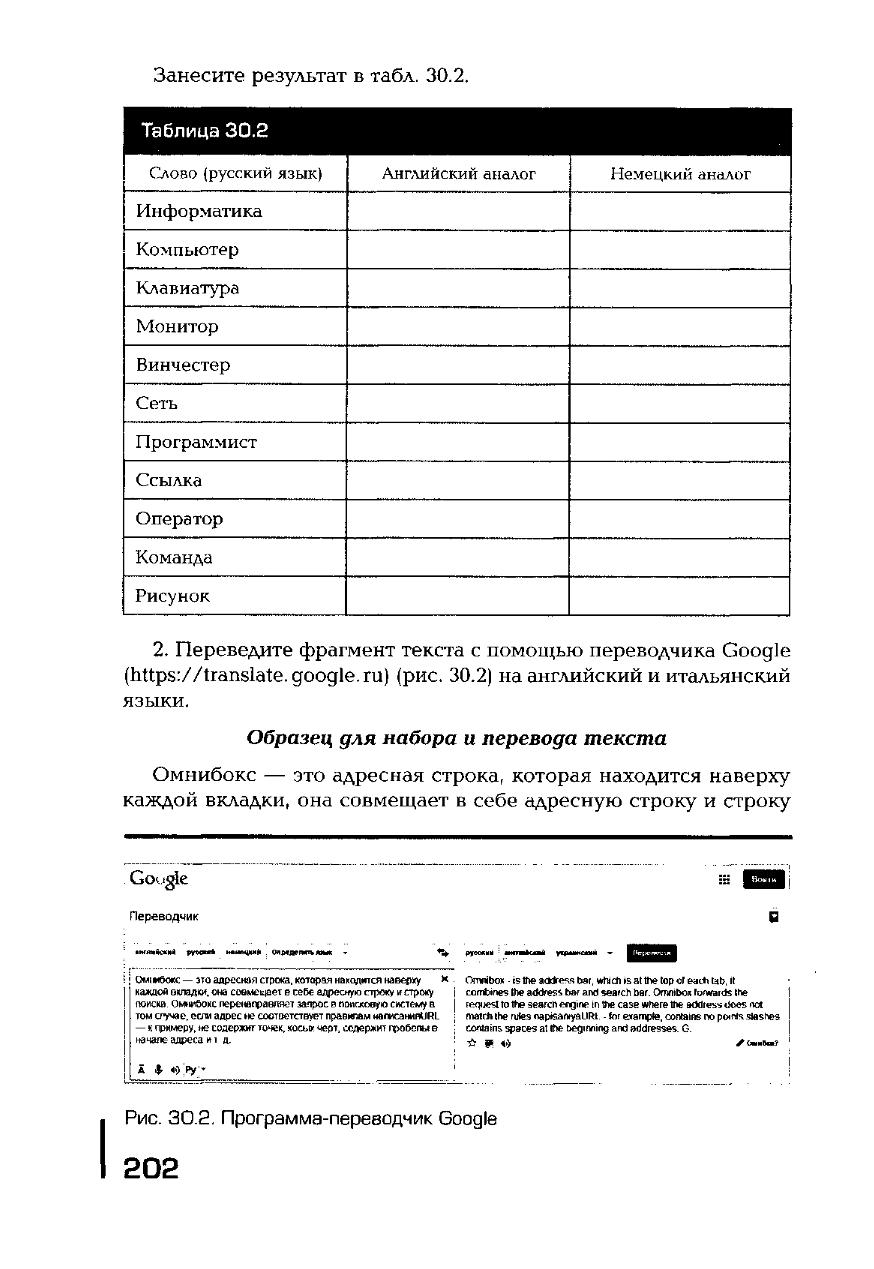 Занесите результат в табл. 30.2.
Таблица 30.2
Слово (русский язык) Английский аналог Немецкий аналог
Информатика
Компьютер
Клавиатура
Монитор
Винчестер
Сеть
Программист
Ссылка
Оператор
Команда
Рисунок
2. Переведите фрагмент текста с помощью переводчика Google
(https://translate.google.ru) (рис. 30.2) на английский и итальянский
языки.
Образец для набора и перевода текста
Омнибокс — это адресная строка, которая находится наверху
каждой вкладки, она совмещает в себе адресную строку и строку
Google
Войти
Переводчик
английский русский немецкий Определить язык
русский английский украинский Перевести
Омнибокс — это адресная строка, которая находится наверху
каждой вкладки, она совмещает в себе адресную строку и строку
поиска. Омнибокс перенаправляет запрос в поисковую систему в
том случае, если адрес не соответствует правилам написанияURL
— к примеру, не содержит точек, косых черт, содержит пробелы в
начале адреса и т. д.
Ру
Omnibox - is the address bar, which is at the top of each tab, it
combines the address bar and search bar. Omnibox forwards the
request to the search engine in the case where the address does not
match the rules napisaniyaURL - for example, contains no points slashes
contains spaces at the beginning and addresses. G.
Ошибка?
Рис. 30.2. Программа-переводчик Google
202